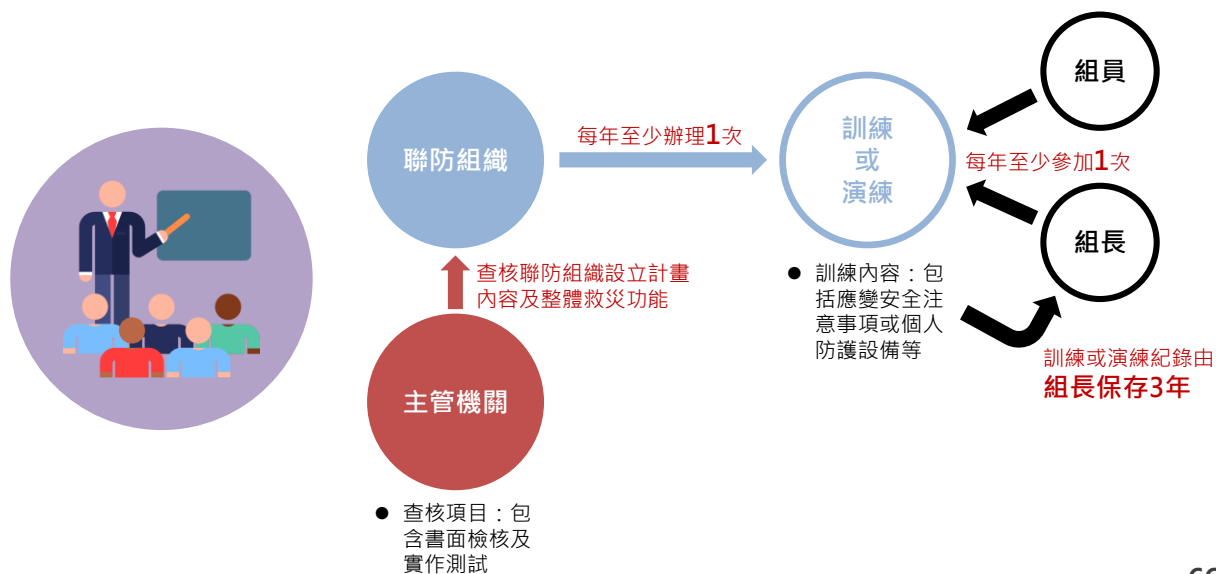 組員
聯防組織
每年至少辦理1次
訓練
或
演練
每年至少參加1次
組長
查核聯防組織設立計畫
內容及整體救災功能
● 訓練內容：包
括應變安全注
意事項或個人
防護設備等
訓練或演練紀錄由
組長保存3年
主管機關
● 查核項目：包
含書面檢核及
實作測試